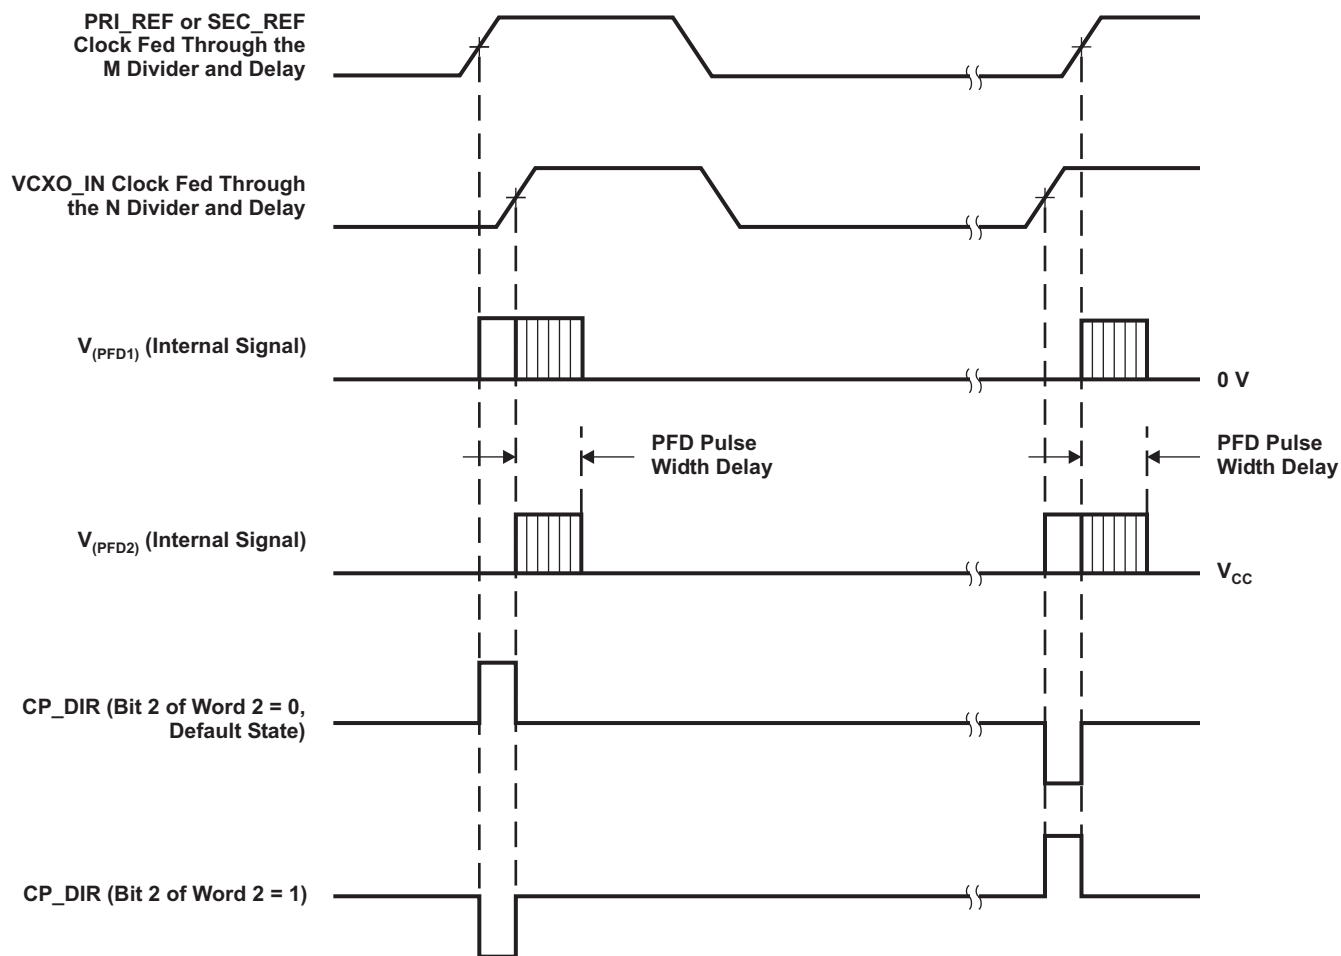 PRI_REF or SEC_REF
Clock Fed Through the
M Divider and Delay
VCXO_IN Clock Fed Through
the N Divider and Delay
V(PFD1) (Internal Signal)
0 V
PFD Pulse
Width Delay
PFD Pulse
Width Delay
V(PFD2) (Internal Signal)
VCC
CP_DIR (Bit 2 of Word 2 = 0,
Default State)
CP_DIR (Bit 2 of Word 2 = 1)